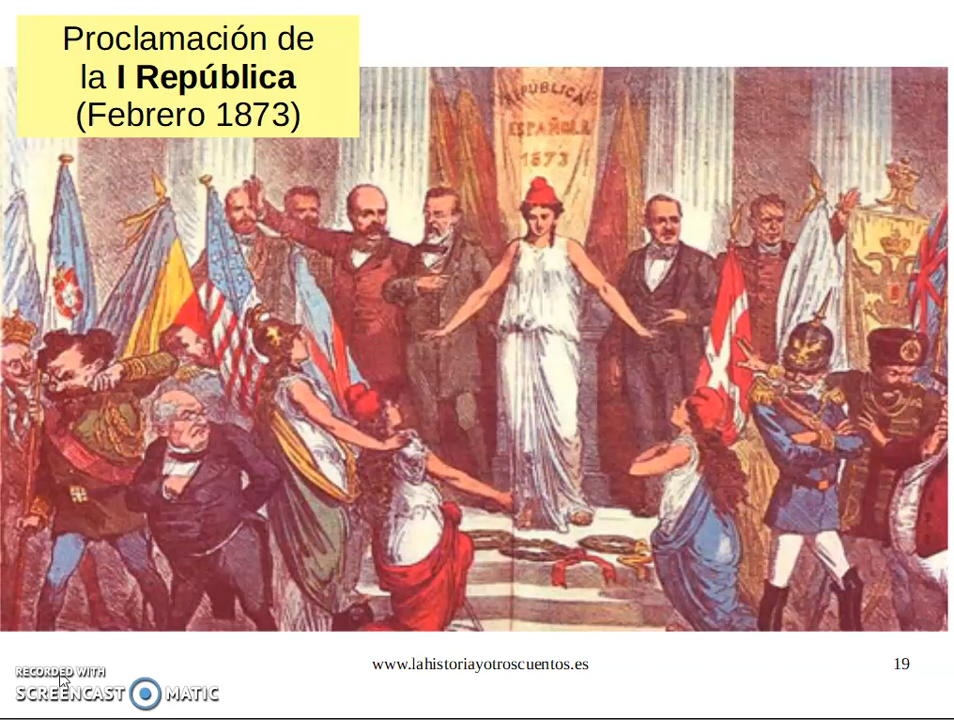 Proclamación de
la I República
(Febrero 1873)
REPÚBLICA
ESPAÑOLA
1873
www.lahistoriayotroscuentos.es
19
RECORDED WITH
SCREENCAST MATIC